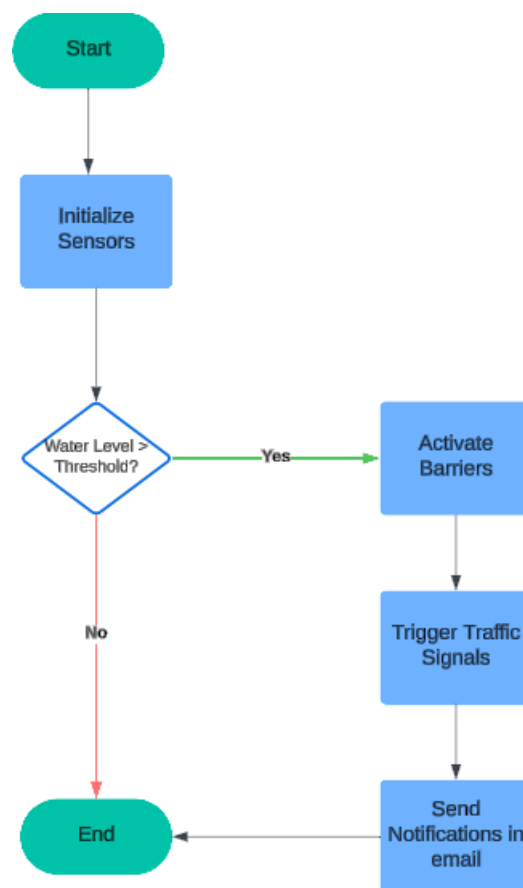 Start
Initialize
Sensors
Water Level >
Threshold?
Yes
Activate
Barriers
No
Trigger Traffic
Signals
Send
Notifications in
email
End